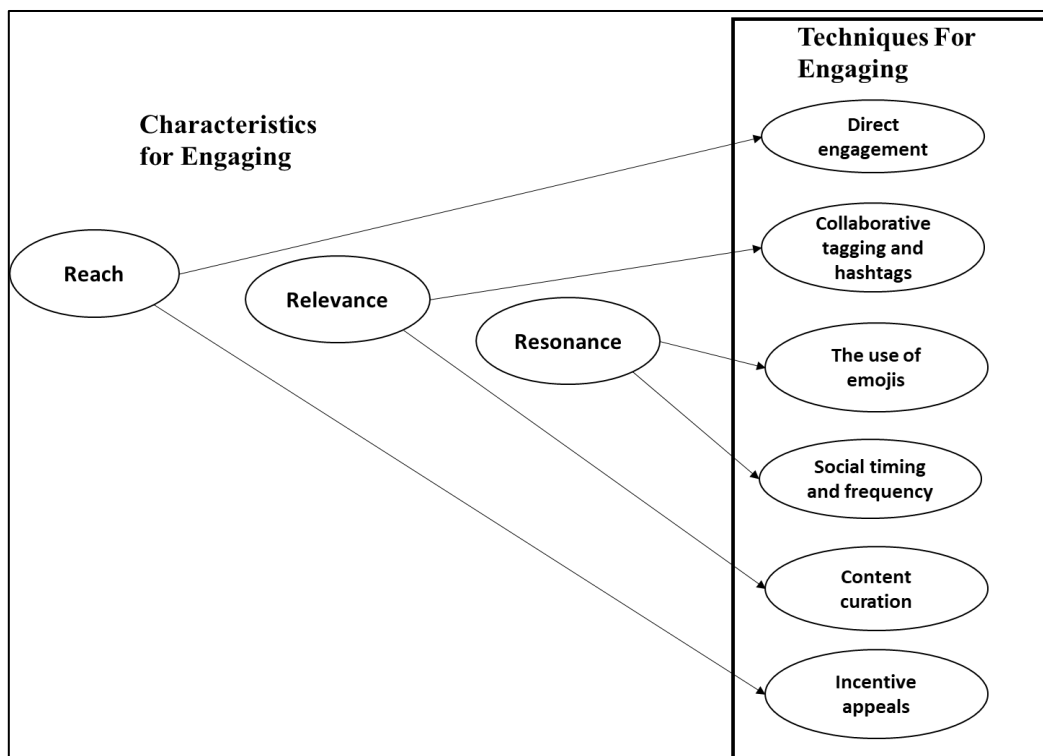 Techniques For
Engaging
Characteristics
for Engaging
Direct
engagement
Collaborative
tagging and
hashtags
Reach
Relevance
Resonance
The use of
emojis
Social timing
and frequency
Content
curation
Incentive
appeals